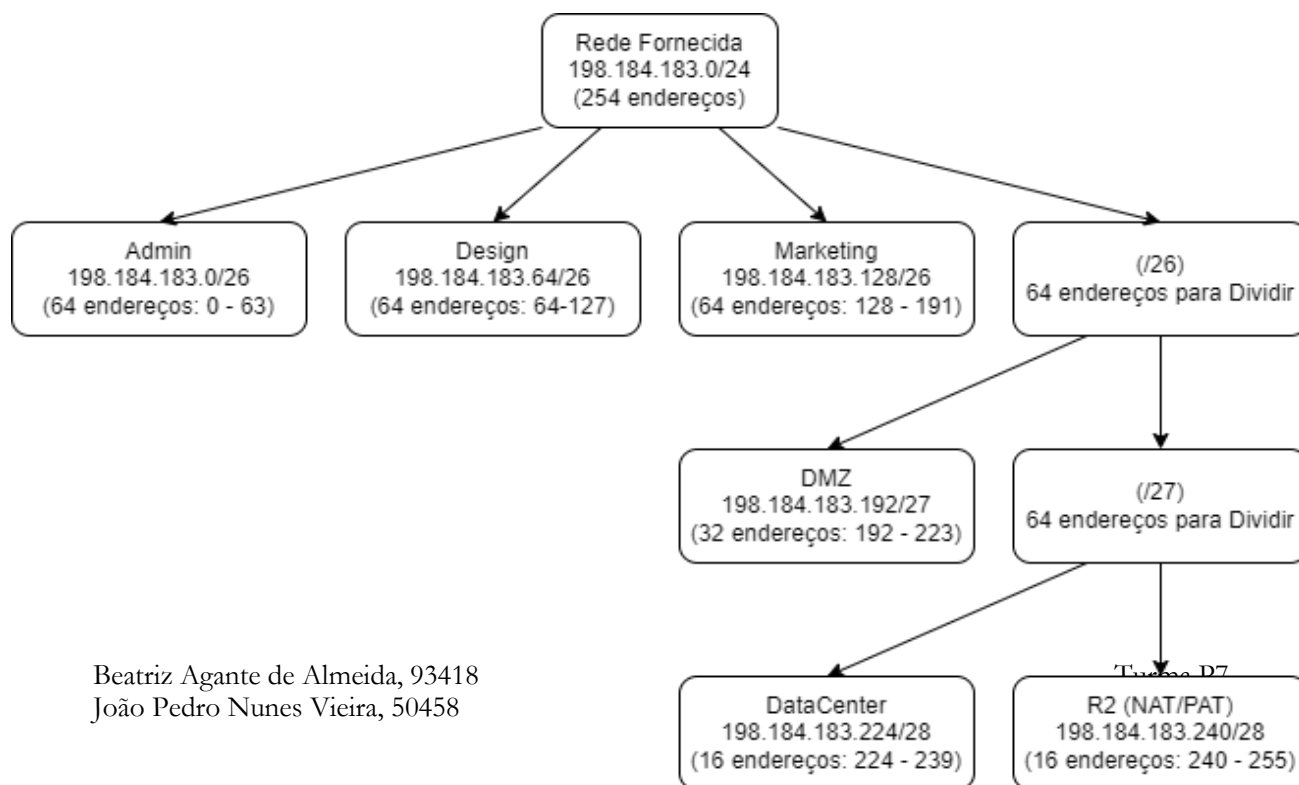 Rede Fornecida
198.184.183.0/24
(254 endereços)
Admin
198.184.183.0/26
(64 endereços: 0 - 63)
Design
198.184.183.64/26
(64 endereços: 64-127)
Marketing
198.184.183.128/26
(64 endereços: 128 - 191)
(/26)
64 endereços para Dividir
DMZ
198.184.183.192/27
(32 endereços: 192 - 223)
(/27)
64 endereços para Dividir
Beatriz Agante de Almeida, 93418
João Pedro Nunes Vieira, 50458
Turma P7
DataCenter
198.184.183.224/28
(16 endereços: 224 - 239)
R2 (NAT/PAT)
198.184.183.240/28
(16 endereços: 240 - 255)